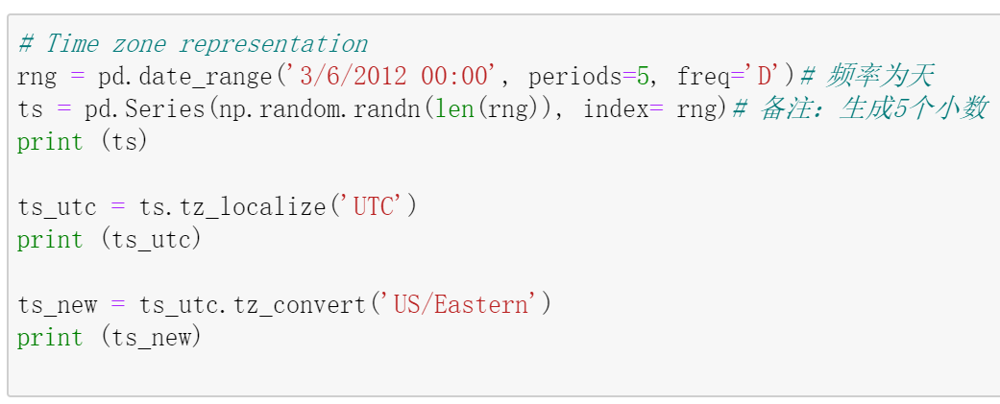 # Time zone representation
rng = pd.date_range('3/6/2012 00:00', periods=5, freq='D')# 频率为天
ts = pd.Series(np.random.randn(len(rng)), index= rng)# 备注：生成5个小数
print (ts)
ts_utc = ts.tz_localize('UTC')
print (ts_utc)
ts_new = ts_utc.tz_convert('US/Eastern')
print (ts_new)